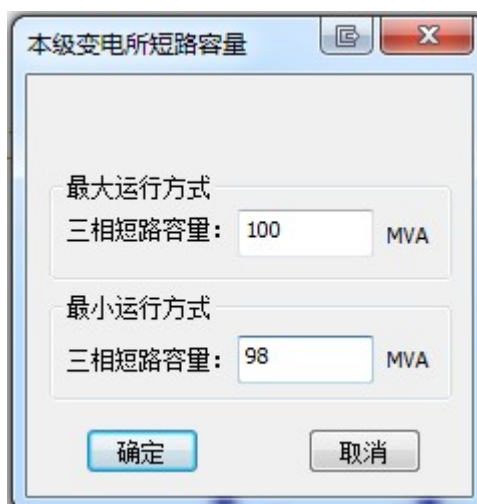 本级变电所短路容量
最大运行方式
三相短路容量: 100 MVA
最小运行方式
三相短路容量: 98 MVA
确定 取消